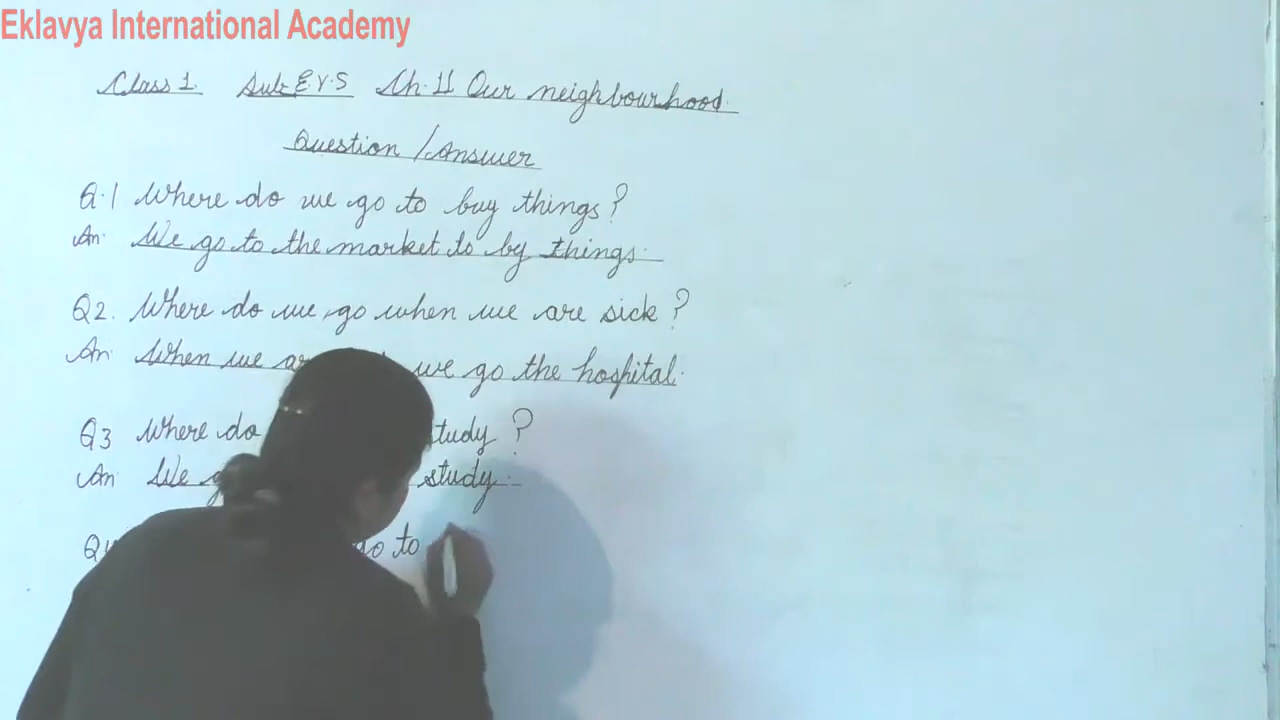 Eklavya International Academy
Class 1. Sub:E.V.S Ch.11 Our neighbourhood.
Question / Answer
Q.1 Where do we go to buy things?
An: We go to the market to by things.
Q2. Where do we go when we are sick?
An: When we we go the hospital.
Q3 Where do study?
An: We study.
go to